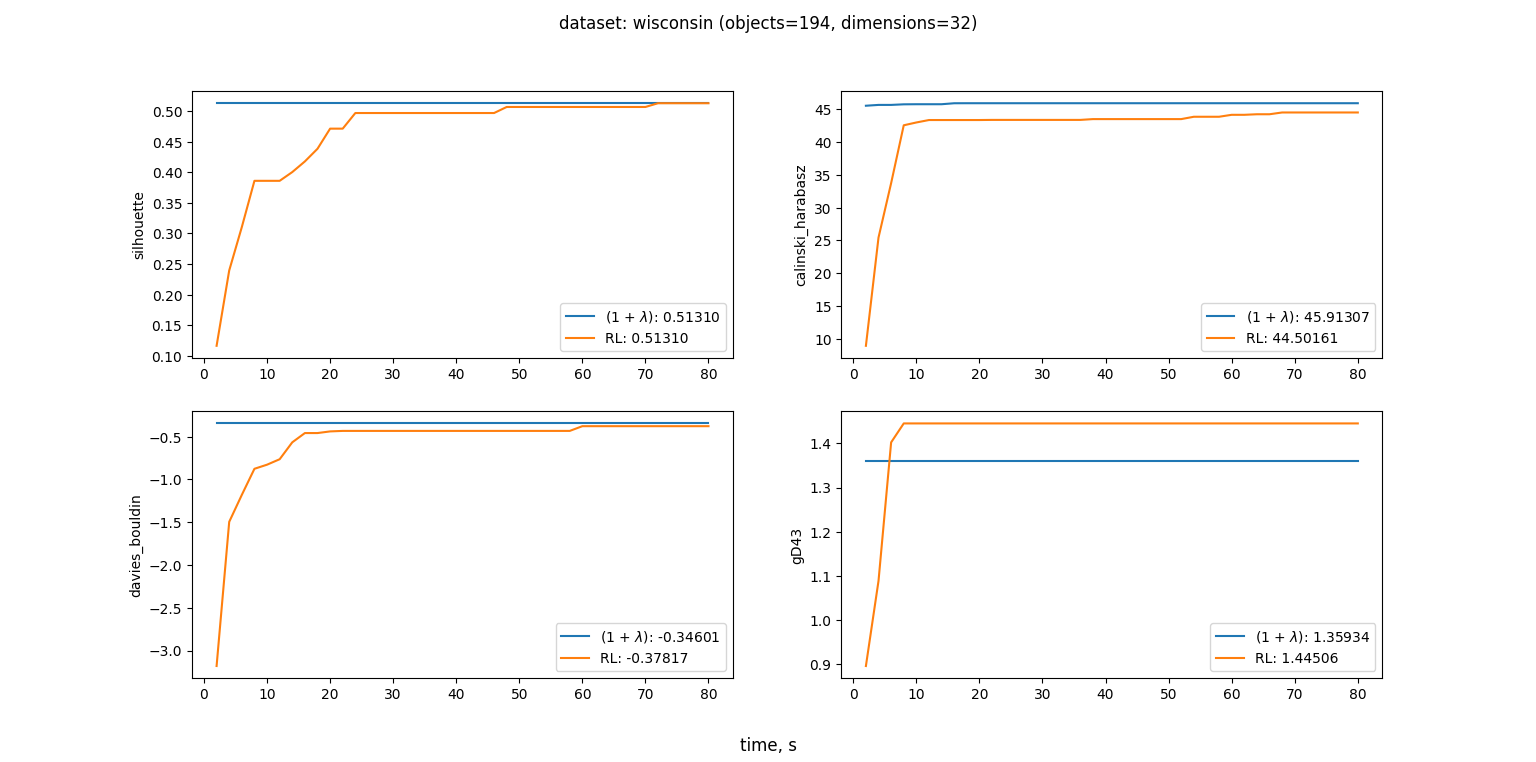 dataset: wisconsin (objects=194, dimensions=32)
silhouette
0.50
0.45
0.40
0.35
0.30
0.25
0.20
0.15
0.10
(1 + λ): 0.51310
RL: 0.51310
0 10 20 30 40 50 60 70 80
calinski_harabasz
45
40
35
30
25
20
15
10
(1 + λ): 45.91307
RL: 44.50161
0 10 20 30 40 50 60 70 80
davies_bouldin
−0.5
−1.0
−1.5
−2.0
−2.5
−3.0
(1 + λ): -0.34601
RL: -0.37817
0 10 20 30 40 50 60 70 80
gD43
1.4
1.3
1.2
1.1
1.0
0.9
(1 + λ): 1.35934
RL: 1.44506
0 10 20 30 40 50 60 70 80
time, s